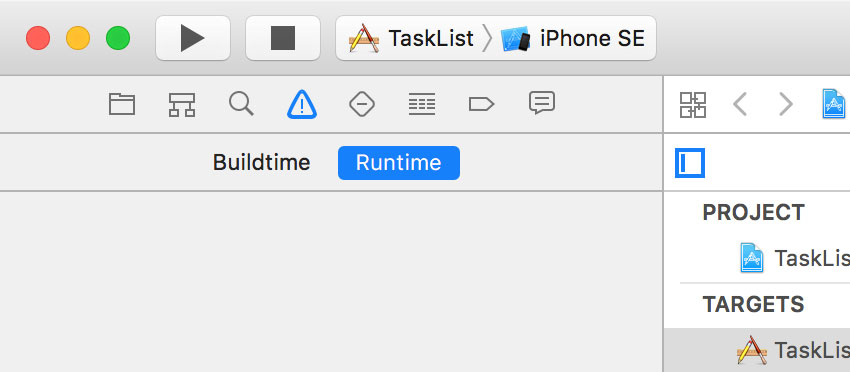 TaskList
iPhone SE
Buildtime
Runtime
PROJECT
TaskLis
TARGETS
TaskLis